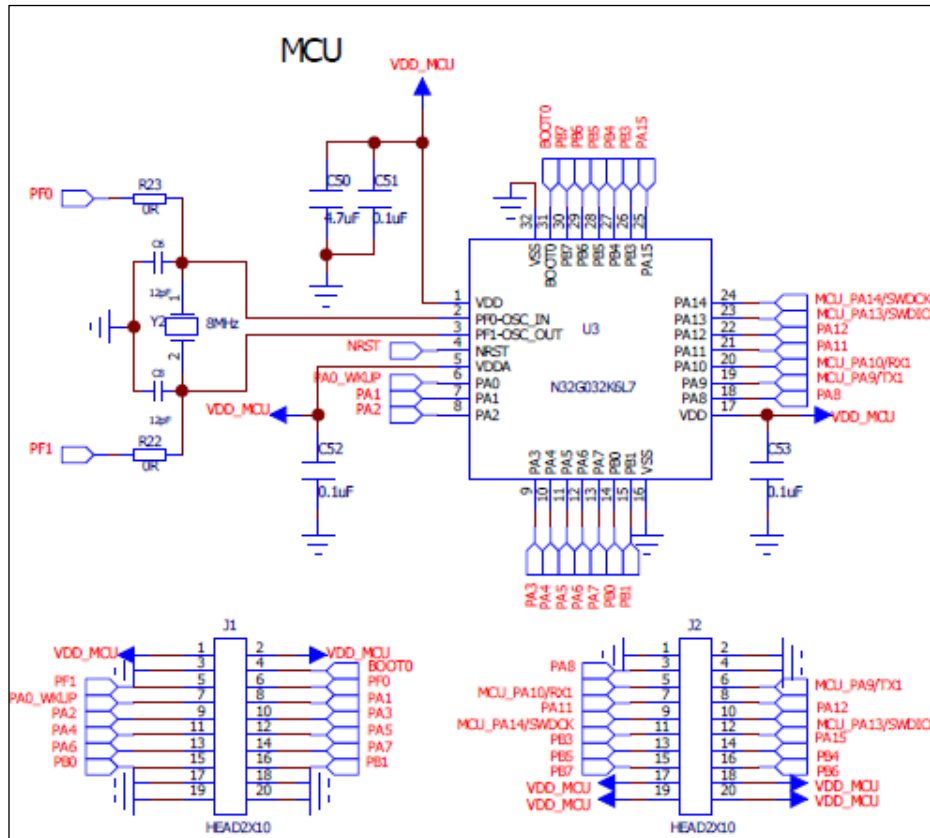 MCU
VDD_MCU
BOOT0
PB7
PB6
PB5
PB4
PB3
PA15
PF0
R23
0R
C50
4.7uF
C51
0.1uF
32 31 30 29 28 27 26 25
VSS
BOOT0
PB7
PB6
PB5
PB4
PB3
PA15
12pF
1
Y2
8MHz
2
12pF
PF1
R22
0R
NRST
PA0_WKUP
PA1
PA2
VDD_MCU
C52
0.1uF
1 VDD
2 PF0-OSC_IN
3 PF1-OSC_OUT
4 NRST
5 VDDA
6 PA0
7 PA1
8 PA2
U3
N32G032K6L7
PA14 24 MCU_PA14/SWDCK
PA13 23 MCU_PA13/SWDIO
PA12 22 PA12
PA11 21 PA11
PA10 20 MCU_PA10/RX1
PA9 19 MCU_PA9/TX1
PA8 18 PA8
VDD 17 VDD_MCU
C53
0.1uF
PA3
PA4
PA5
PA6
PA7
PB0
PB1
VSS
9 10 11 12 13 14 15 16
PA3
PA4
PA5
PA6
PA7
PB0
PB1
J1
VDD_MCU 1 2 VDD_MCU
3 4 BOOT0
PF1 5 6 PF0
PA0_WKUP 7 8 PA1
PA2 9 10 PA3
PA4 11 12 PA5
PA6 13 14 PA7
PB0 15 16 PB1
17 18
19 20
HEAD2X10
J2
1 2
PA8 3 4
MCU_PA10/RX1 5 6 MCU_PA9/TX1
PA11 7 8 PA12
MCU_PA14/SWDCK 9 10 MCU_PA13/SWDIO
PB3 11 12 PA15
PB5 13 14 PB4
PB7 15 16 PB6
VDD_MCU 17 18 VDD_MCU
VDD_MCU 19 20 VDD_MCU
HEAD2X10